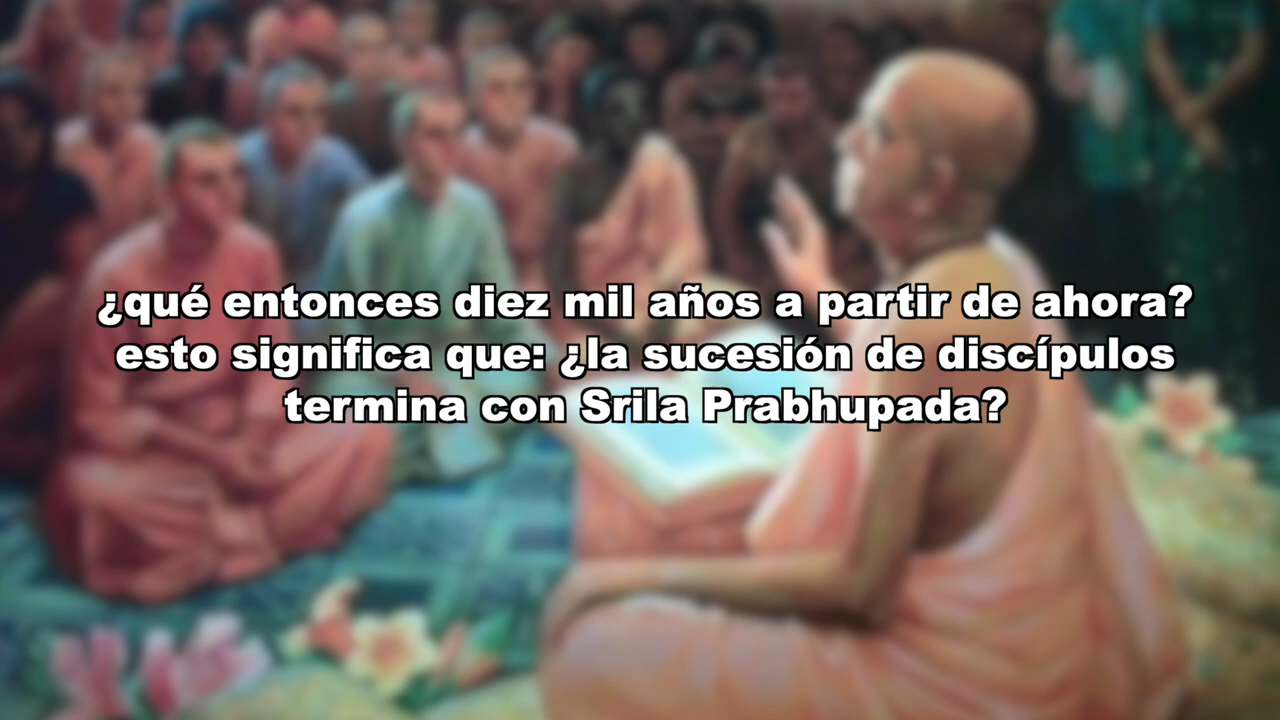 ¿qué entonces diez mil años a partir de ahora?
esto significa que: ¿la sucesión de discípulos
termina con Srila Prabhupada?